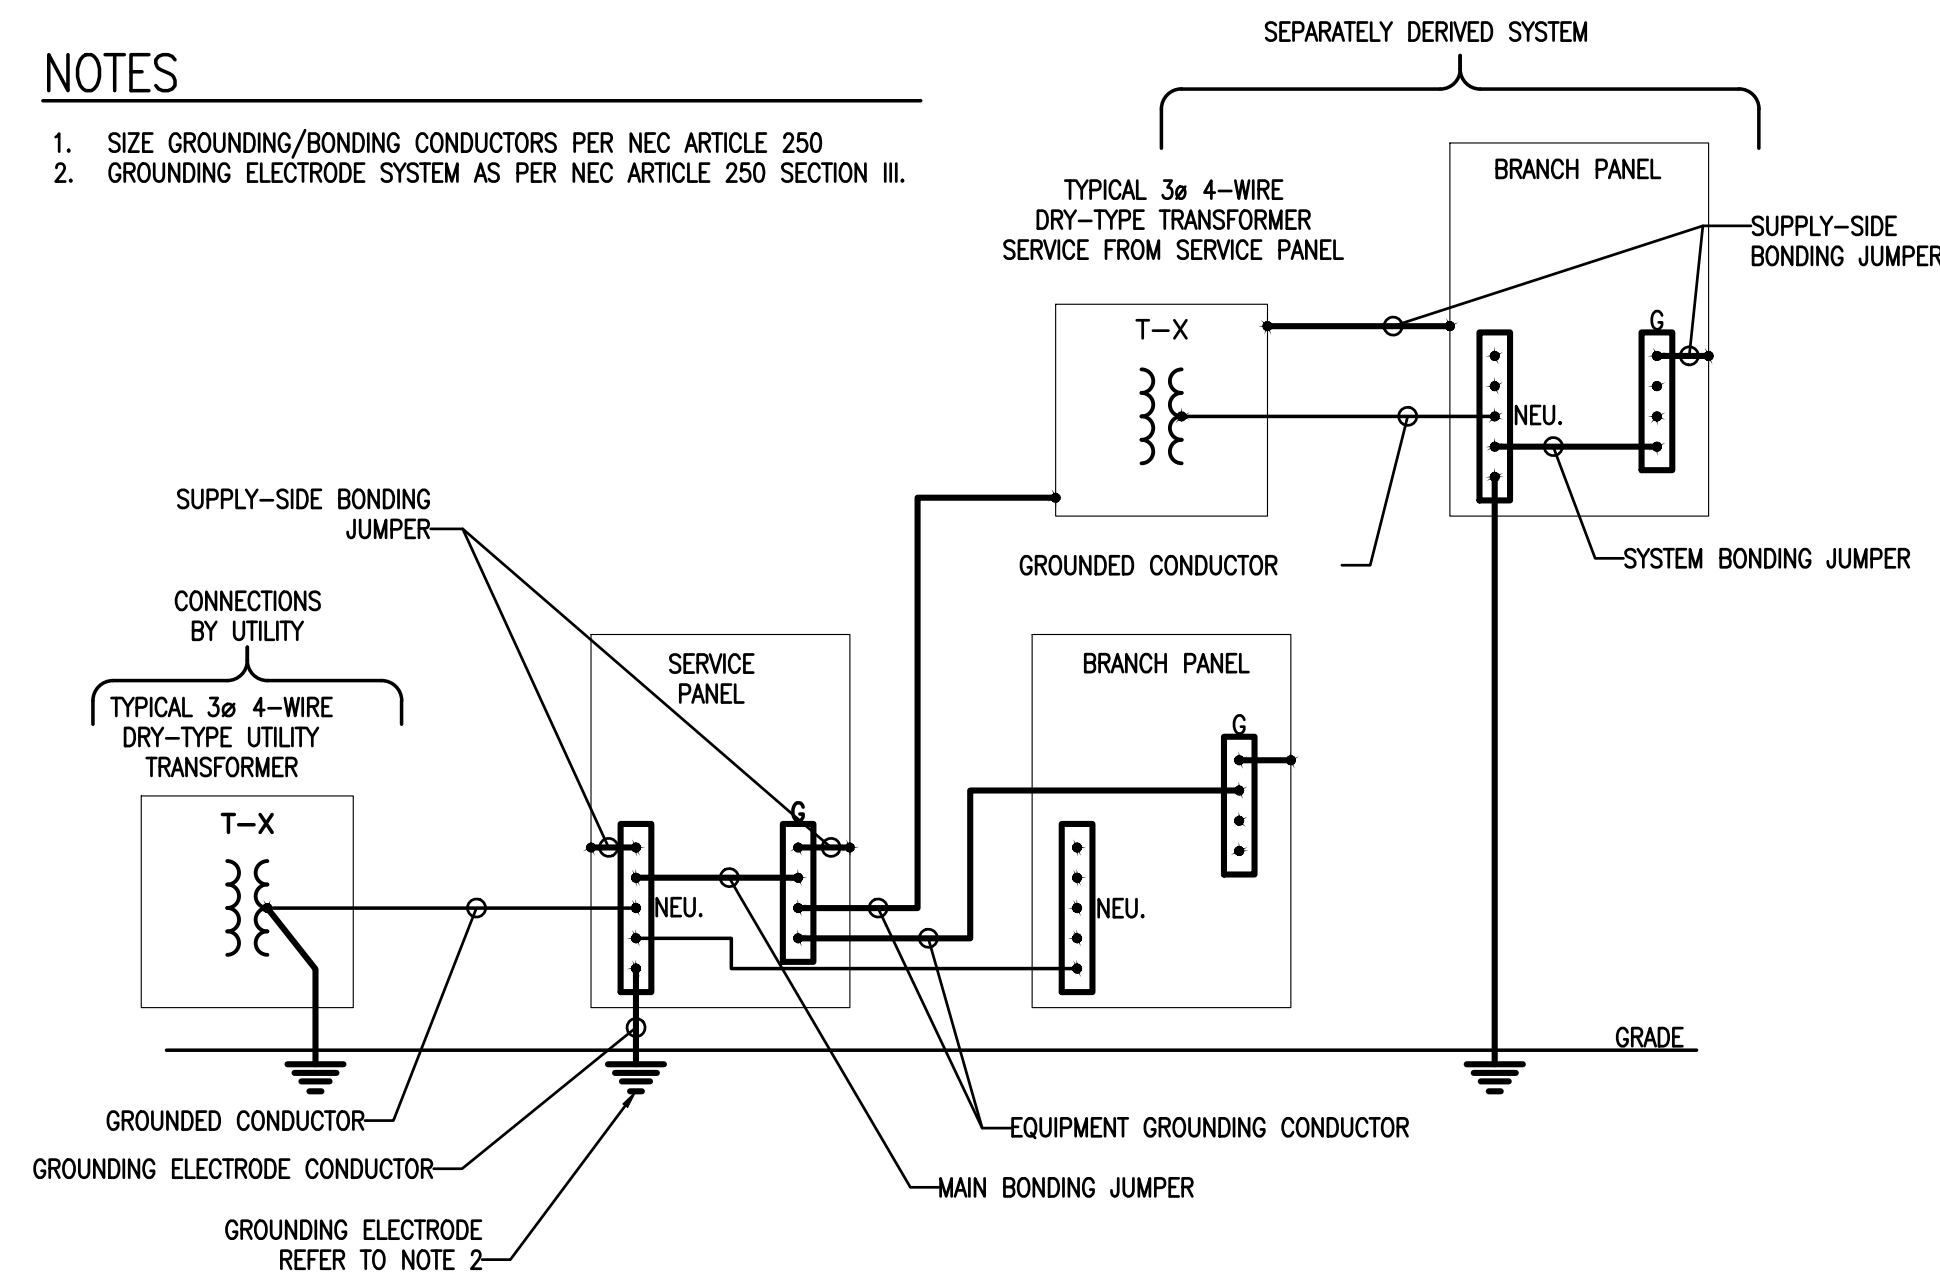 NOTES
1. SIZE GROUNDING/BONDING CONDUCTORS PER NEC ARTICLE 250
2. GROUNDING ELECTRODE SYSTEM AS PER NEC ARTICLE 250 SECTION III.
SEPARATELY DERIVED SYSTEM
TYPICAL 3ø 4-WIRE
DRY-TYPE TRANSFORMER
SERVICE FROM SERVICE PANEL
BRANCH PANEL
SUPPLY-SIDE
BONDING JUMPER
T-X
G
NEU.
GROUNDED CONDUCTOR
SYSTEM BONDING JUMPER
SUPPLY-SIDE BONDING
JUMPER
CONNECTIONS
BY UTILITY
TYPICAL 3ø 4-WIRE
DRY-TYPE UTILITY
TRANSFORMER
T-X
SERVICE
PANEL
G
NEU.
BRANCH PANEL
G
NEU.
GRADE
GROUNDED CONDUCTOR
GROUNDING ELECTRODE CONDUCTOR
GROUNDING ELECTRODE
REFER TO NOTE 2
EQUIPMENT GROUNDING CONDUCTOR
MAIN BONDING JUMPER